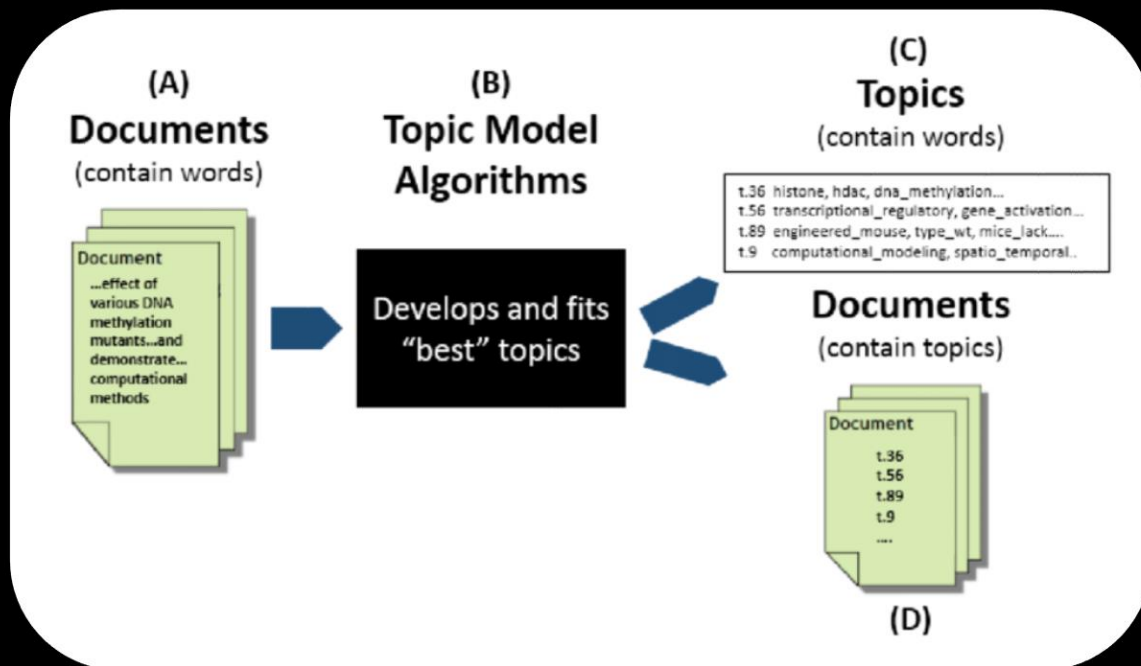 (A)
Documents
(contain words)
Document
...effect of
various DNA
methylation
mutants...and
demonstrate...
computational
methods
(B)
Topic Model
Algorithms
Develops and fits
“best” topics
(C)
Topics
(contain words)
t.36 histone, hdac, dna_methylation...
t.56 transcriptional_regulatory, gene_activation...
t.89 engineered_mouse, type_wt, mice_lack....
t.9 computational_modeling, spatio_temporal..
Documents
(contain topics)
Document
t.36
t.56
t.89
t.9
....
(D)